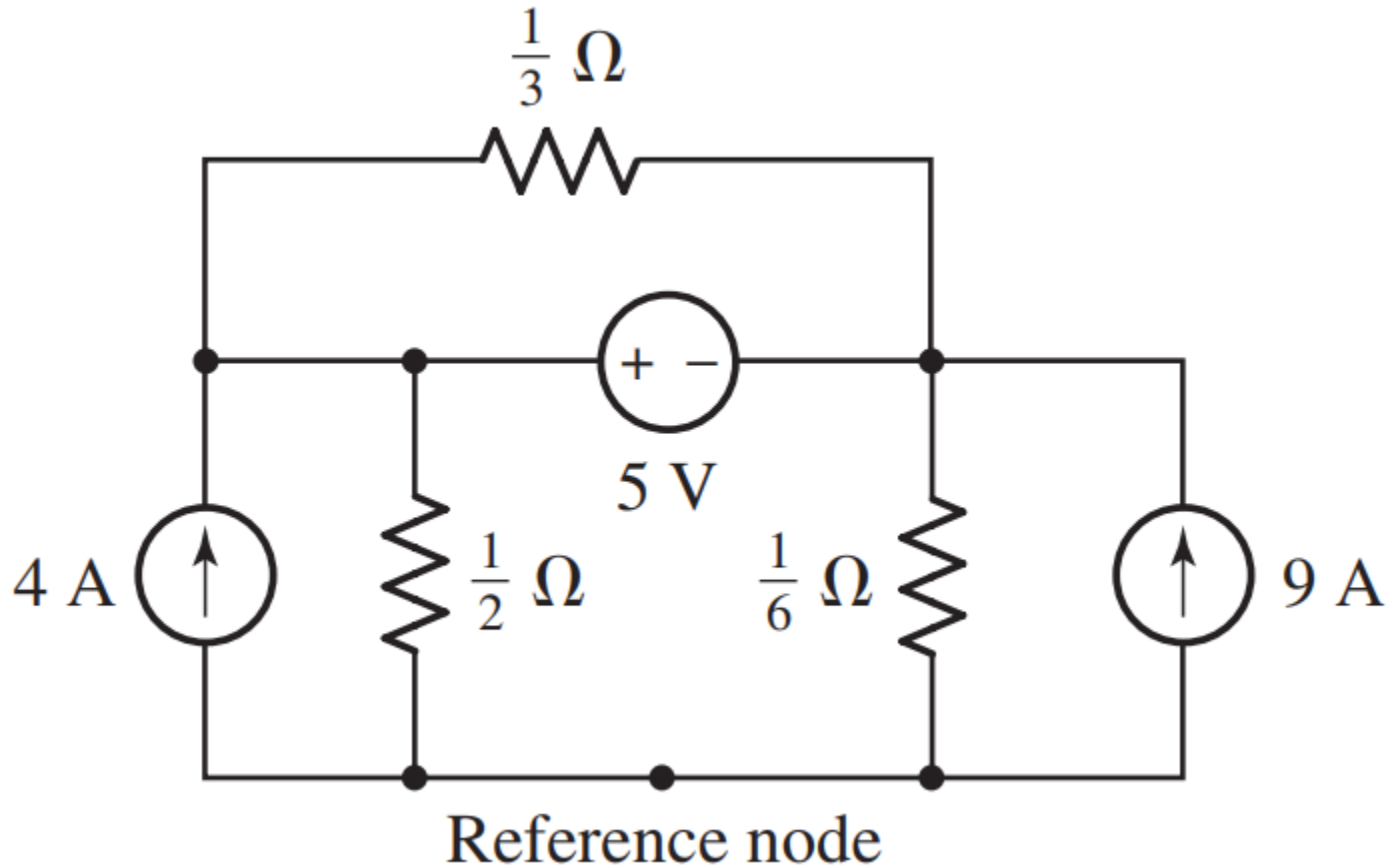 1/3 Ω
+ −
5 V
4 A
1/2 Ω
1/6 Ω
9 A
Reference node